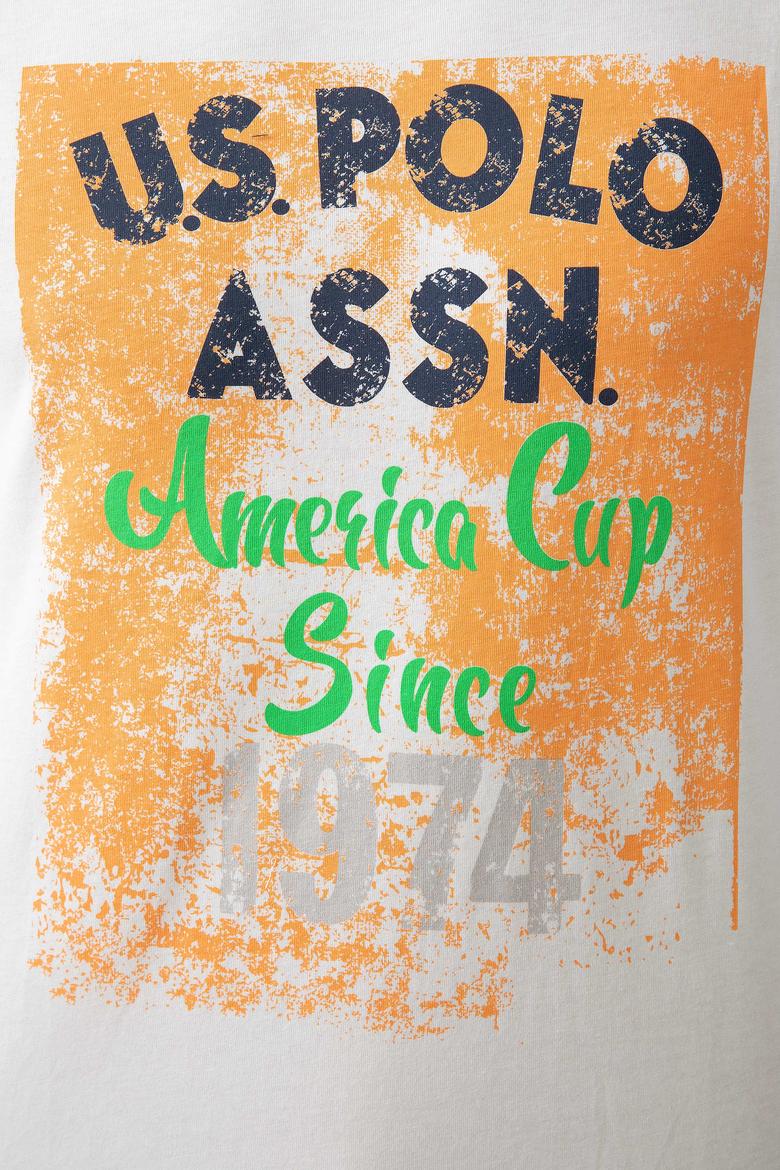 U.S. POLO
ASSN.
America Cup
Since
1974